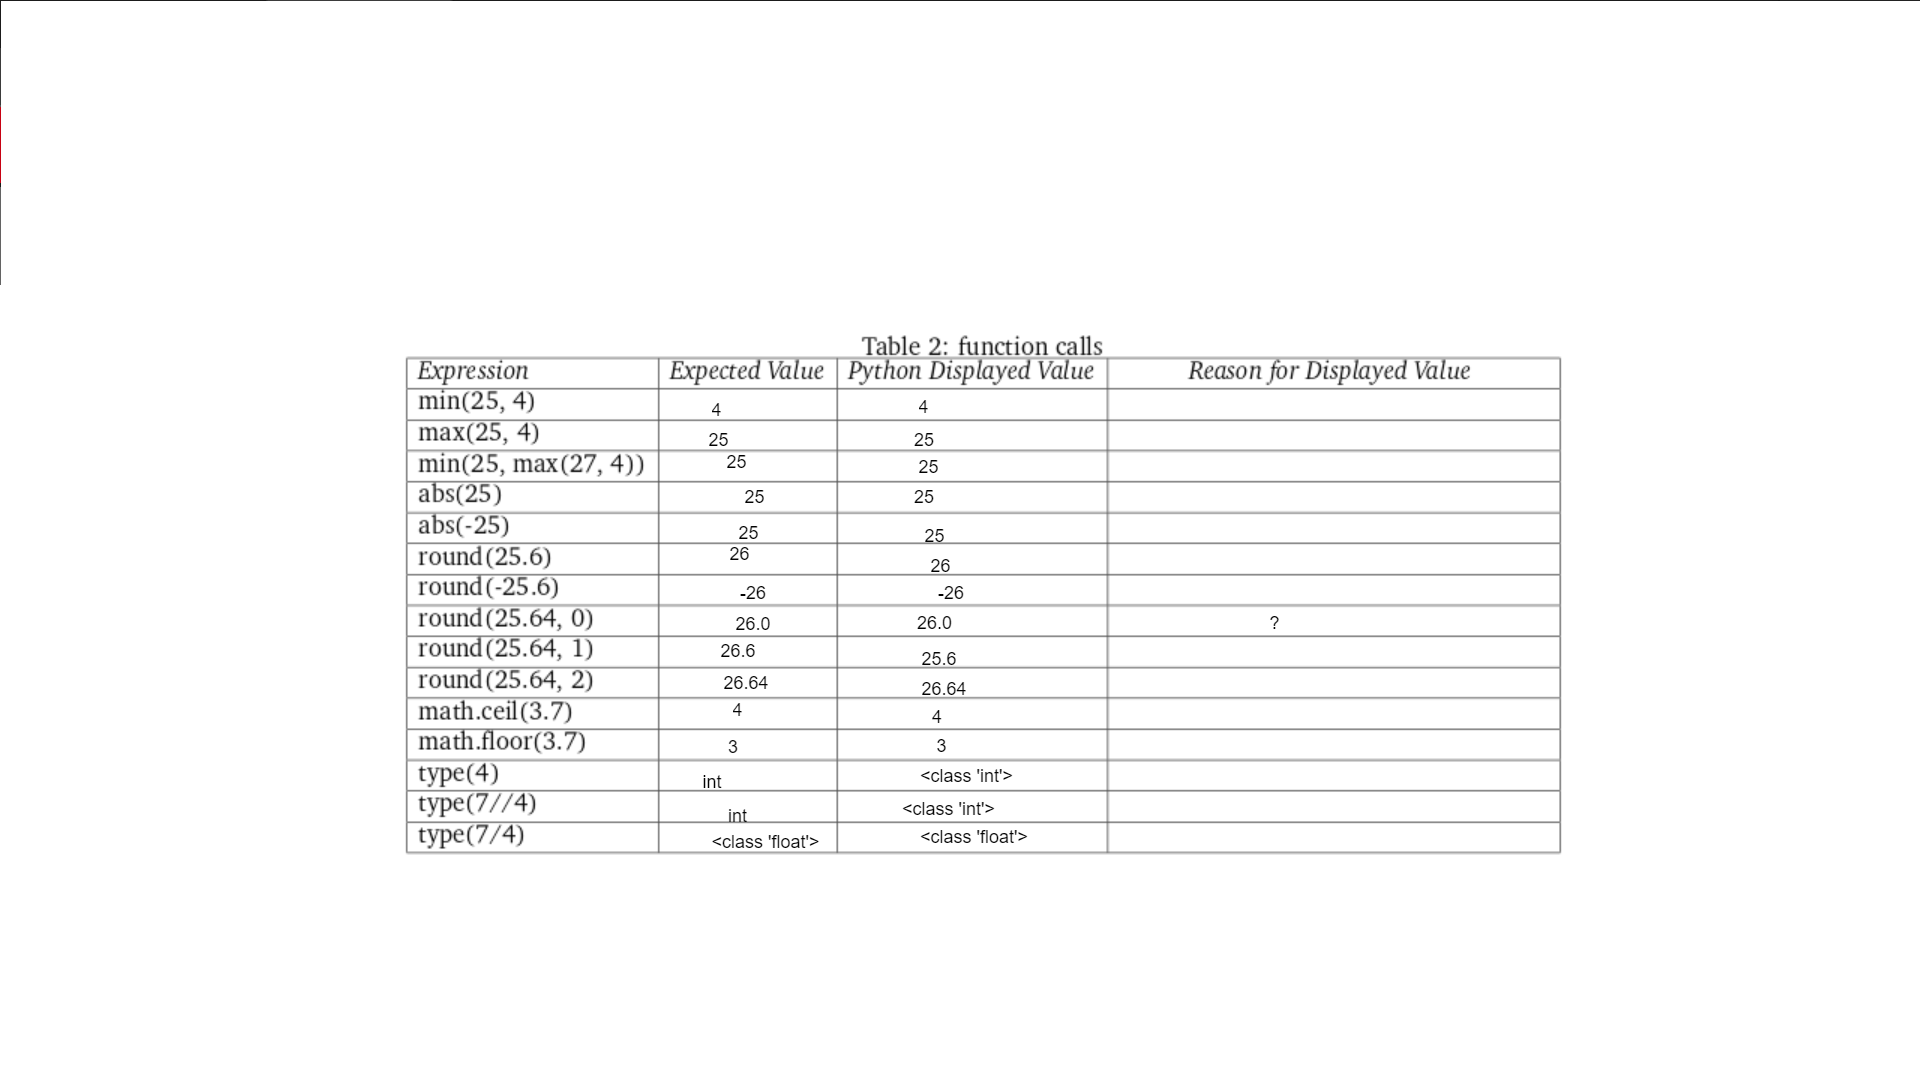 Table 2: function calls
Expression Expected Value Python Displayed Value Reason for Displayed Value
min(25, 4) 4 4
max(25, 4) 25 25
min(25, max(27, 4)) 25 25
abs(25) 25 25
abs(-25) 25 25
round(25.6) 26 26
round(-25.6) -26 -26
round(25.64, 0) 26.0 26.0 ?
round(25.64, 1) 26.6 25.6
round(25.64, 2) 26.64 26.64
math.ceil(3.7) 4 4
math.floor(3.7) 3 3
type(4) int <class 'int'>
type(7//4) int <class 'int'>
type(7/4) <class 'float'> <class 'float'>